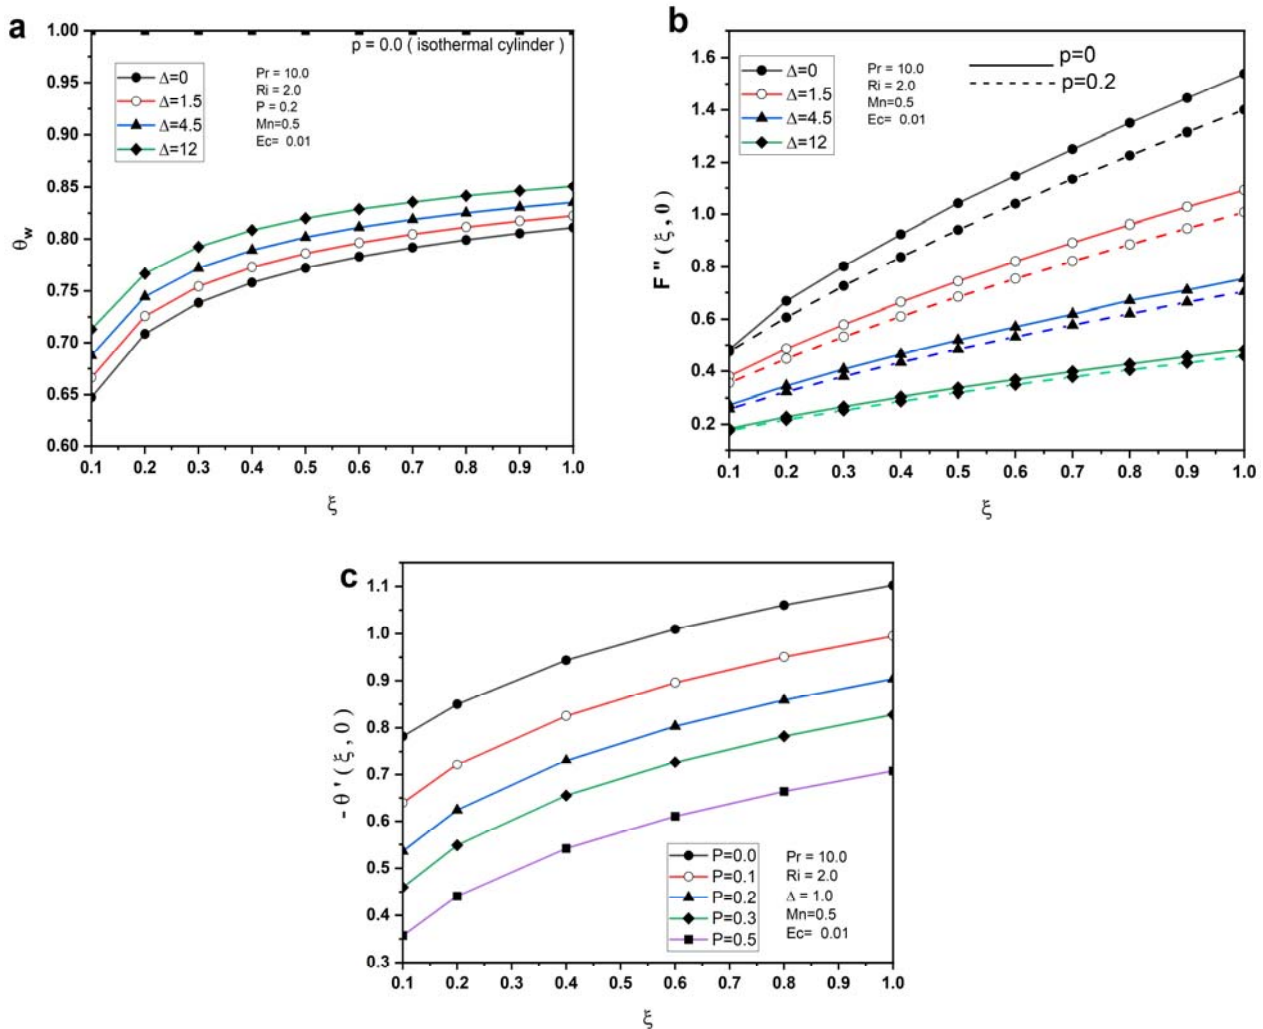 a
1.00
0.95
0.90
0.85
0.80
0.75
0.70
0.65
0.60
θw
p = 0.0 ( isothermal cylinder )
Δ=0
Δ=1.5
Δ=4.5
Δ=12
Pr = 10.0
Ri = 2.0
P = 0.2
Mn=0.5
Ec= 0.01
0.1 0.2 0.3 0.4 0.5 0.6 0.7 0.8 0.9 1.0
ξ
b
1.6
1.4
1.2
1.0
0.8
0.6
0.4
0.2
F" ( ξ , 0 )
Δ=0
Δ=1.5
Δ=4.5
Δ=12
Pr = 10.0
Ri = 2.0
Mn=0.5
Ec= 0.01
p=0
p=0.2
0.1 0.2 0.3 0.4 0.5 0.6 0.7 0.8 0.9 1.0
ξ
c
1.1
1.0
0.9
0.8
0.7
0.6
0.5
0.4
0.3
- θ ' ( ξ , 0 )
P=0.0
P=0.1
P=0.2
P=0.3
P=0.5
Pr = 10.0
Ri = 2.0
Δ = 1.0
Mn=0.5
Ec= 0.01
0.1 0.2 0.3 0.4 0.5 0.6 0.7 0.8 0.9 1.0
ξ